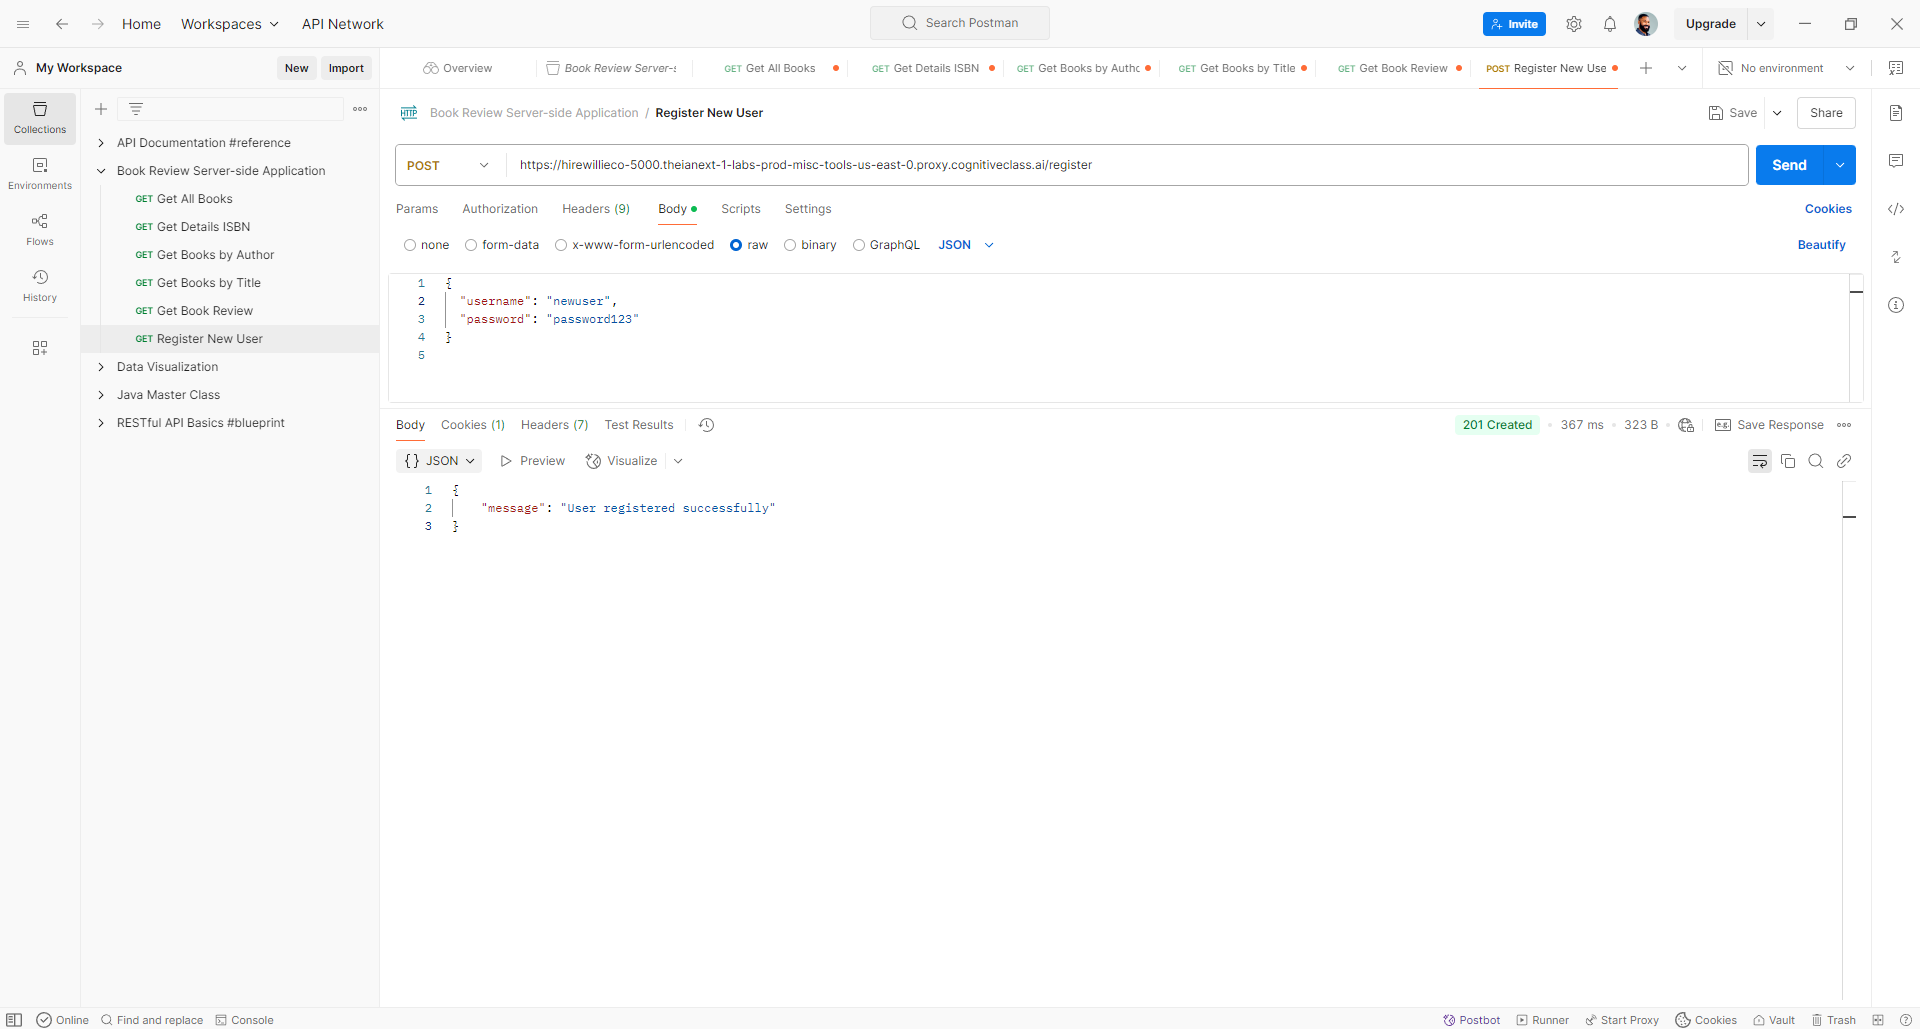 Home Workspaces API Network Search Postman Invite Upgrade
My Workspace New Import Overview Book Review Server-s GET Get All Books GET Get Details ISBN GET Get Books by Autho GET Get Books by Title GET Get Book Review POST Register New Use No environment
Collections
Environments
Flows
History
API Documentation #reference
Book Review Server-side Application
GET Get All Books
GET Get Details ISBN
GET Get Books by Author
GET Get Books by Title
GET Get Book Review
GET Register New User
Data Visualization
Java Master Class
RESTful API Basics #blueprint
HTTP Book Review Server-side Application / Register New User Save Share
POST https://hirewillieco-5000.theianext-1-labs-prod-misc-tools-us-east-0.proxy.cognitiveclass.ai/register Send
Params Authorization Headers (9) Body Scripts Settings Cookies
none form-data x-www-form-urlencoded raw binary GraphQL JSON Beautify
1 {
2 "username": "newuser",
3 "password": "password123"
4 }
5
Body Cookies (1) Headers (7) Test Results 201 Created 367 ms 323 B e.g. Save Response
{} JSON Preview Visualize
1 {
2 "message": "User registered successfully"
3 }
Online Find and replace Console Postbot Runner Start Proxy Cookies Vault Trash